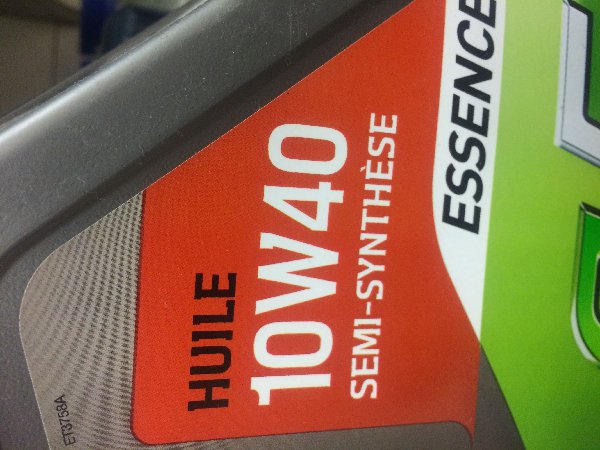 HUILE
10W40
SEMI-SYNTHÈSE
ESSENCE
ET3758A